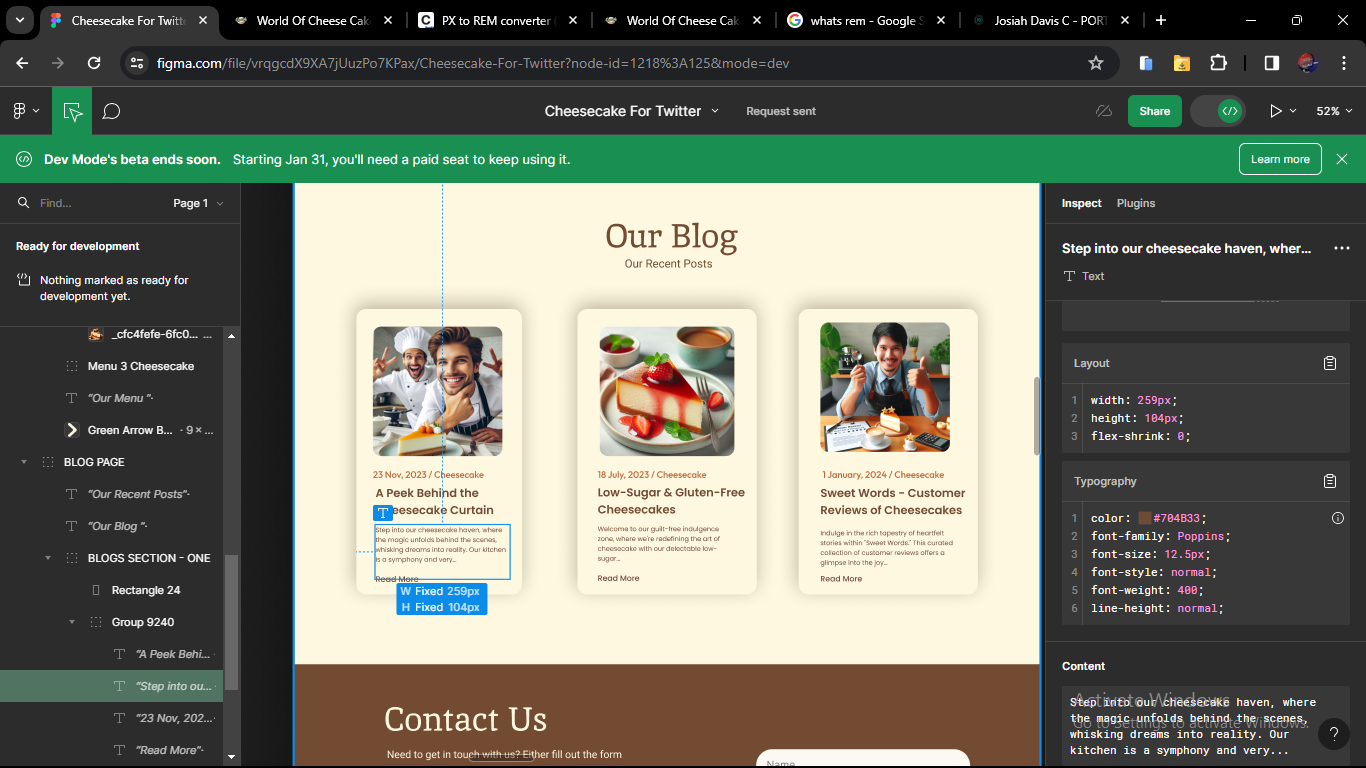 Cheesecake For Twitt
World Of Cheese Cak
PX to REM converter
World Of Cheese Cak
whats rem - Google S
Josiah Davis C - PORT
figma.com/file/vrqgcdX9XA7jUuzPo7KPax/Cheesecake-For-Twitter?node-id=1218%3A125&mode=dev
Cheesecake For Twitter
Request sent
Share
52%
Dev Mode's beta ends soon. Starting Jan 31, you'll need a paid seat to keep using it.
Learn more
Find...
Page 1
Ready for development
Nothing marked as ready for
development yet.
_cfc4fefe-6fc0... ...
Menu 3 Cheesecake
"Our Menu "
Green Arrow B... - 9 × ...
BLOG PAGE
"Our Recent Posts"
"Our Blog "
BLOGS SECTION - ONE
Rectangle 24
Group 9240
"A Peek Behi...
"Step into ou...
"23 Nov, 202...
"Read More"
Our Blog
Our Recent Posts
23 Nov, 2023 / Cheesecake
A Peek Behind the
Cheesecake Curtain
Step into our cheesecake haven, where
the magic unfolds behind the scenes,
whisking dreams into reality. Our kitchen
is a symphony and very...
Read More
W Fixed 259px
H Fixed 104px
18 July, 2023 / Cheesecake
Low-Sugar & Gluten-Free
Cheesecakes
Welcome to our guilt-free indulgence
zone, where we're redefining the art of
cheesecake with our delectable low-
sugar...
Read More
1 January, 2024 / Cheesecake
Sweet Words - Customer
Reviews of Cheesecakes
Indulge in the rich tapestry of heartfelt
stories within "Sweet Words." This curated
collection of customer reviews offers a
glimpse into the joy...
Read More
Contact Us
Need to get in touch with us? Either fill out the form
Name
Inspect
Plugins
Step into our cheesecake haven, wher...
Text
Layout
1 width: 259px;
2 height: 104px;
3 flex-shrink: 0;
Typography
1 color: #704B33;
2 font-family: Poppins;
3 font-size: 12.5px;
4 font-style: normal;
5 font-weight: 400;
6 line-height: normal;
Content
Step into our cheesecake haven, where
the magic unfolds behind the scenes,
whisking dreams into reality. Our
kitchen is a symphony and very...
Activate Windows
Go to Settings to activate Windows.